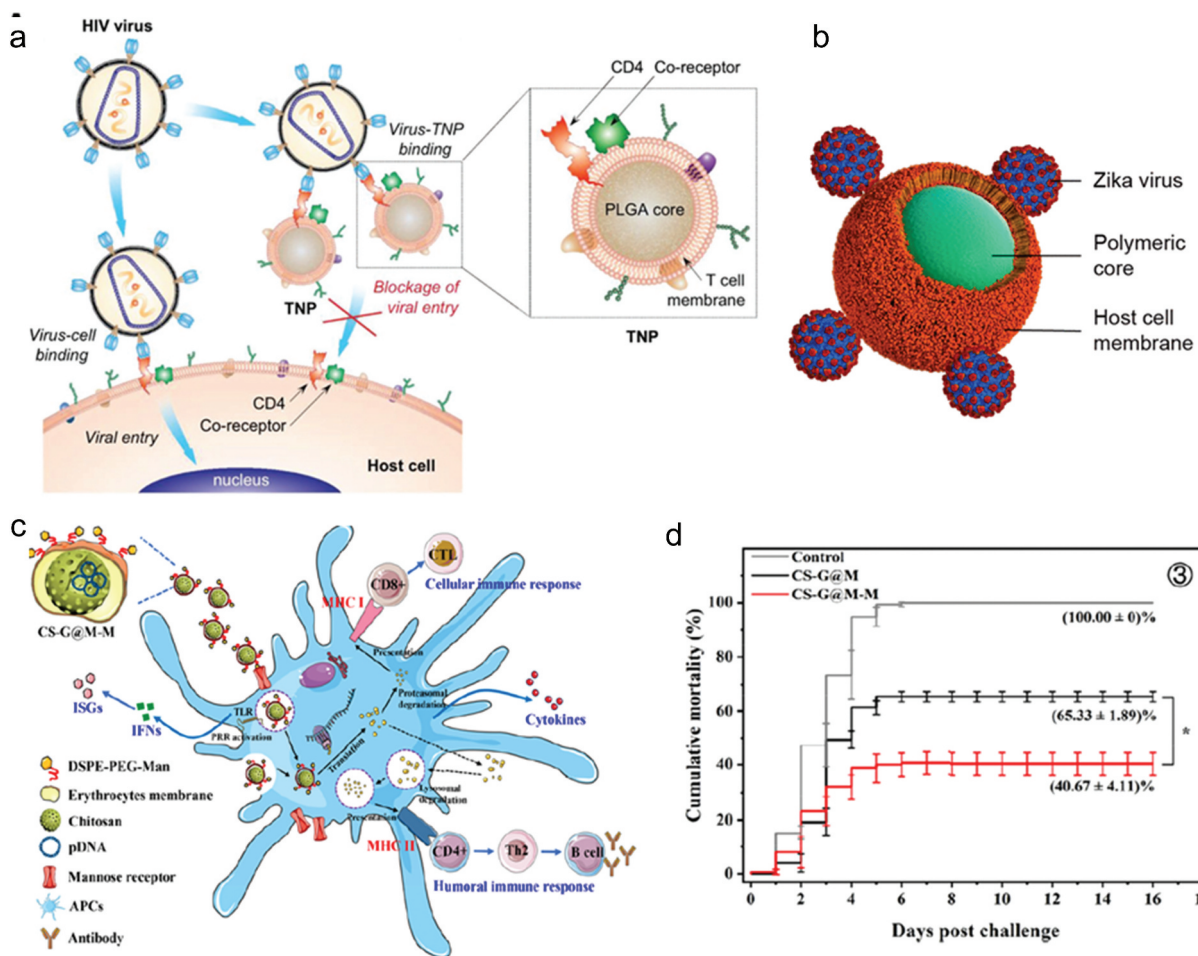 a
HIV virus
Virus-TNP
binding
TNP
Blockage of
viral entry
Virus-cell
binding
CD4
Co-receptor
Viral entry
Host cell
nucleus
CD4
Co-receptor
PLGA core
T cell
membrane
TNP
b
Zika virus
Polymeric
core
Host cell
membrane
c
CS-G@M-M
CTL
CD8+
Cellular immune response
MHC I
Presentation
Proteasomal
degradation
ISGs
IFNs
TLR
PRR activation
Translation
Cytokines
Lysosomal
degradation
Presentation
MHC II
CD4+
Th2
B cell
Humoral immune response
DSPE-PEG-Man
Erythrocytes membrane
Chitosan
pDNA
Mannose receptor
APCs
Antibody
d
Control
CS-G@M
CS-G@M-M
③
Cumulative mortality (%)
100
80
60
40
20
0
(100.00 ± 0)%
(65.33 ± 1.89)%
*
(40.67 ± 4.11)%
0 2 4 6 8 10 12 14 16
Days post challenge